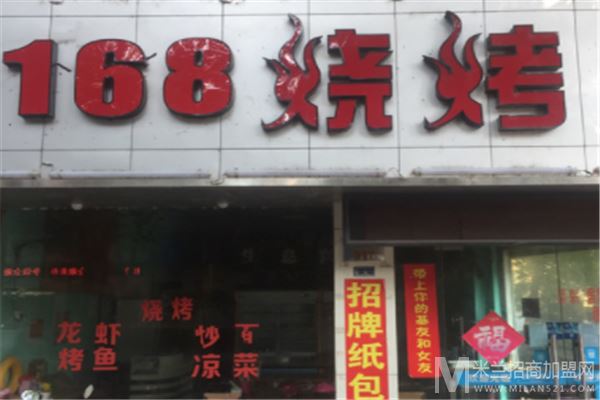 168烧烤
烧烤
龙虾 炒百
烤鱼 凉菜
招牌纸包
带上你的基友和女友
福
米兰招商加盟网
WWW.MILAN521.COM